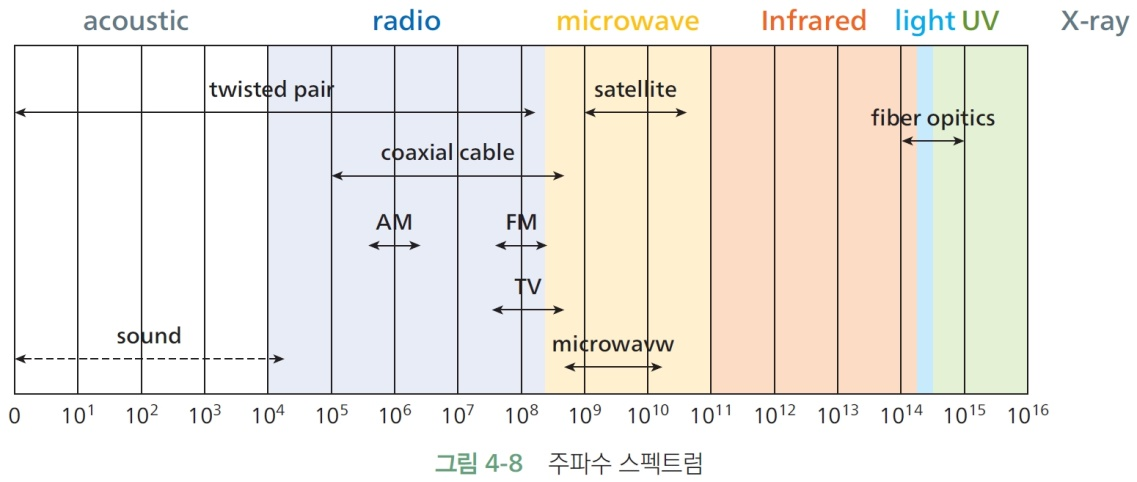 acoustic radio microwave Infrared light UV X-ray
twisted pair satellite
fiber opitics
coaxial cable
AM FM
TV
sound microwavw
0 10¹ 10² 10³ 10⁴ 10⁵ 10⁶ 10⁷ 10⁸ 10⁹ 10¹⁰ 10¹¹ 10¹² 10¹³ 10¹⁴ 10¹⁵ 10¹⁶
그림 4-8 주파수 스펙트럼